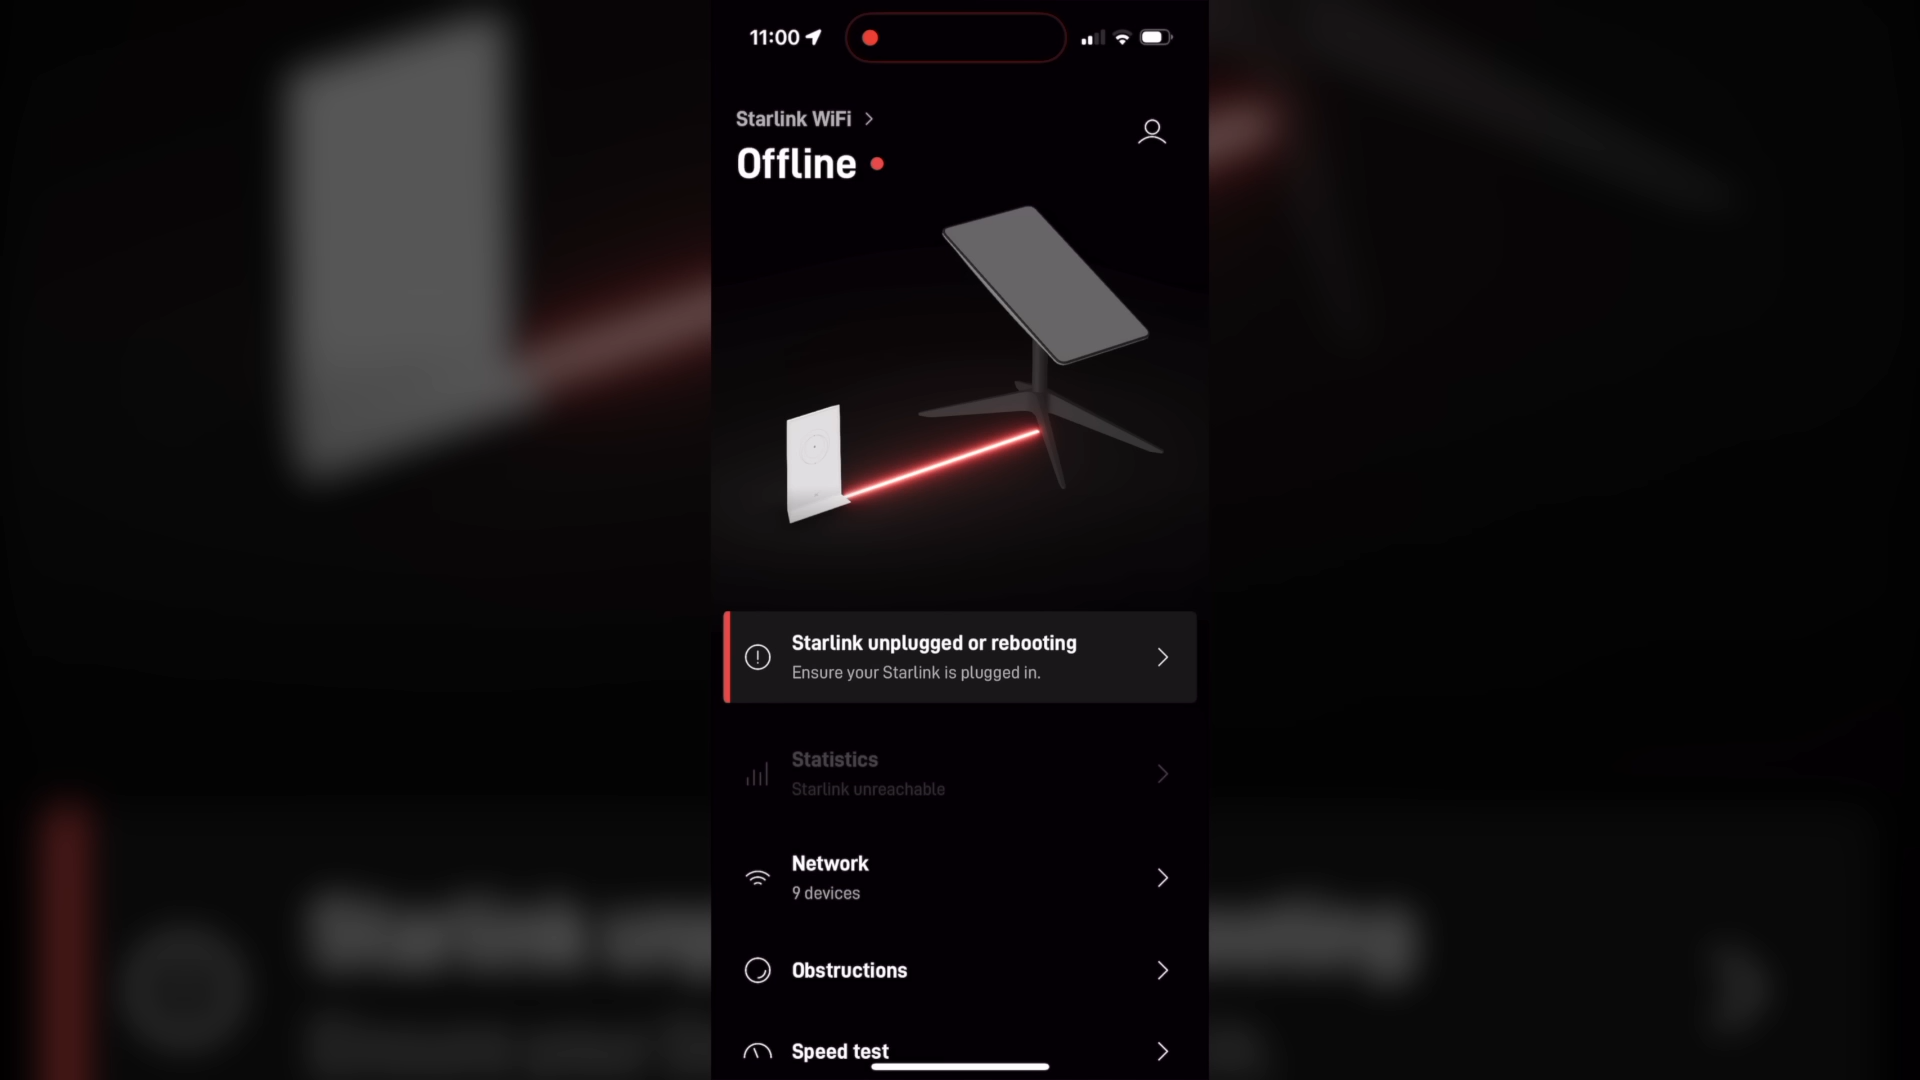 11:00
Starlink WiFi
Offline
Starlink unplugged or rebooting
Ensure your Starlink is plugged in.
Statistics
Starlink unreachable
Network
9 devices
Obstructions
Speed test